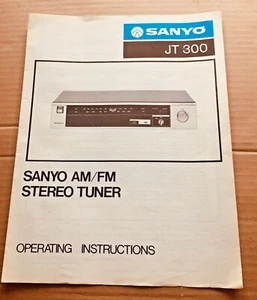 SANYO
JT 300
SANYO AM/FM
STEREO TUNER
OPERATING INSTRUCTIONS